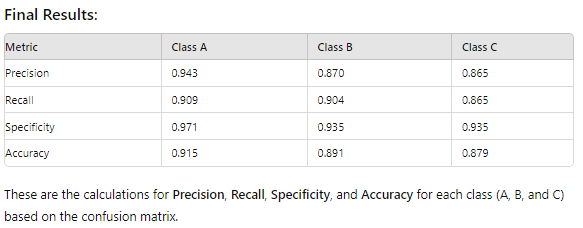 Final Results:
Metric Class A Class B Class C
Precision 0.943 0.870 0.865
Recall 0.909 0.904 0.865
Specificity 0.971 0.935 0.935
Accuracy 0.915 0.891 0.879
These are the calculations for Precision, Recall, Specificity, and Accuracy for each class (A, B, and C)
based on the confusion matrix.